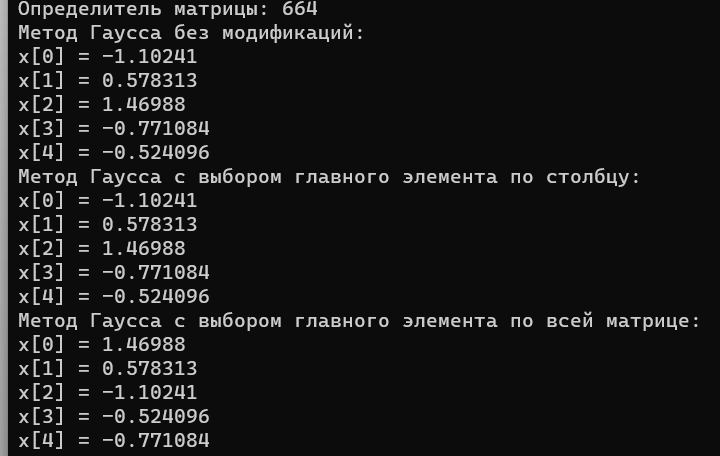 Определитель матрицы: 664
Метод Гаусса без модификаций:
x[0] = -1.10241
x[1] = 0.578313
x[2] = 1.46988
x[3] = -0.771084
x[4] = -0.524096
Метод Гаусса с выбором главного элемента по столбцу:
x[0] = -1.10241
x[1] = 0.578313
x[2] = 1.46988
x[3] = -0.771084
x[4] = -0.524096
Метод Гаусса с выбором главного элемента по всей матрице:
x[0] = 1.46988
x[1] = 0.578313
x[2] = -1.10241
x[3] = -0.524096
x[4] = -0.771084